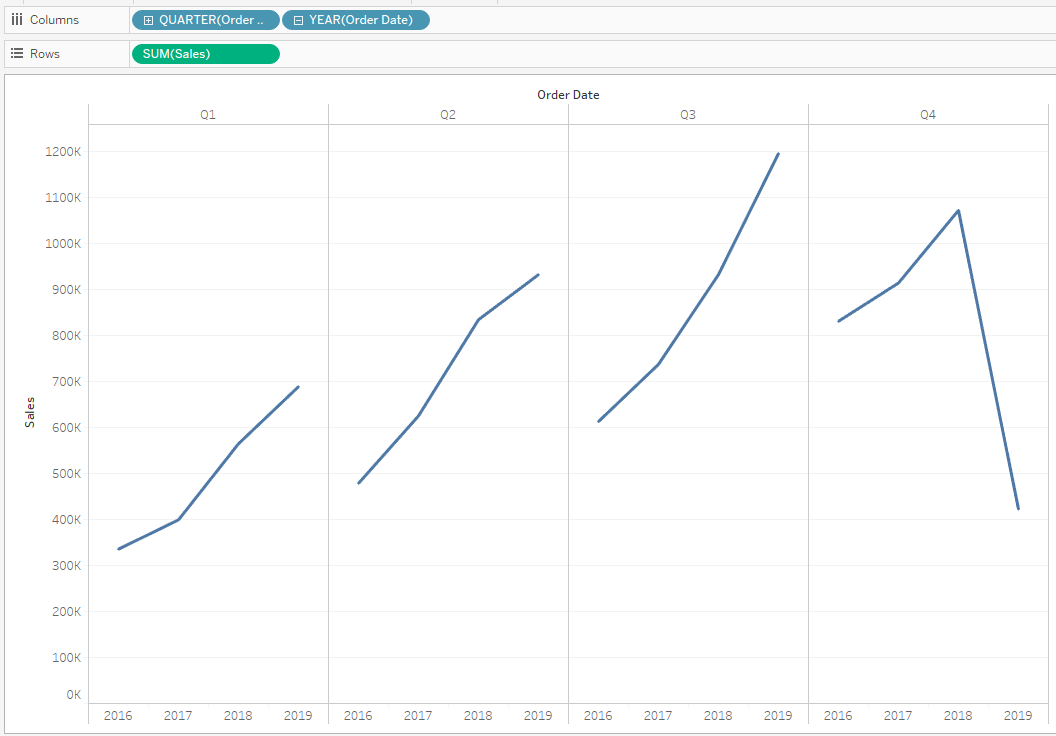 Columns QUARTER(Order .. YEAR(Order Date)
Rows SUM(Sales)
Order Date
Q1 Q2 Q3 Q4
1200K
1100K
1000K
900K
800K
700K
600K
500K
400K
300K
200K
100K
0K
Sales
2016 2017 2018 2019 2016 2017 2018 2019 2016 2017 2018 2019 2016 2017 2018 2019